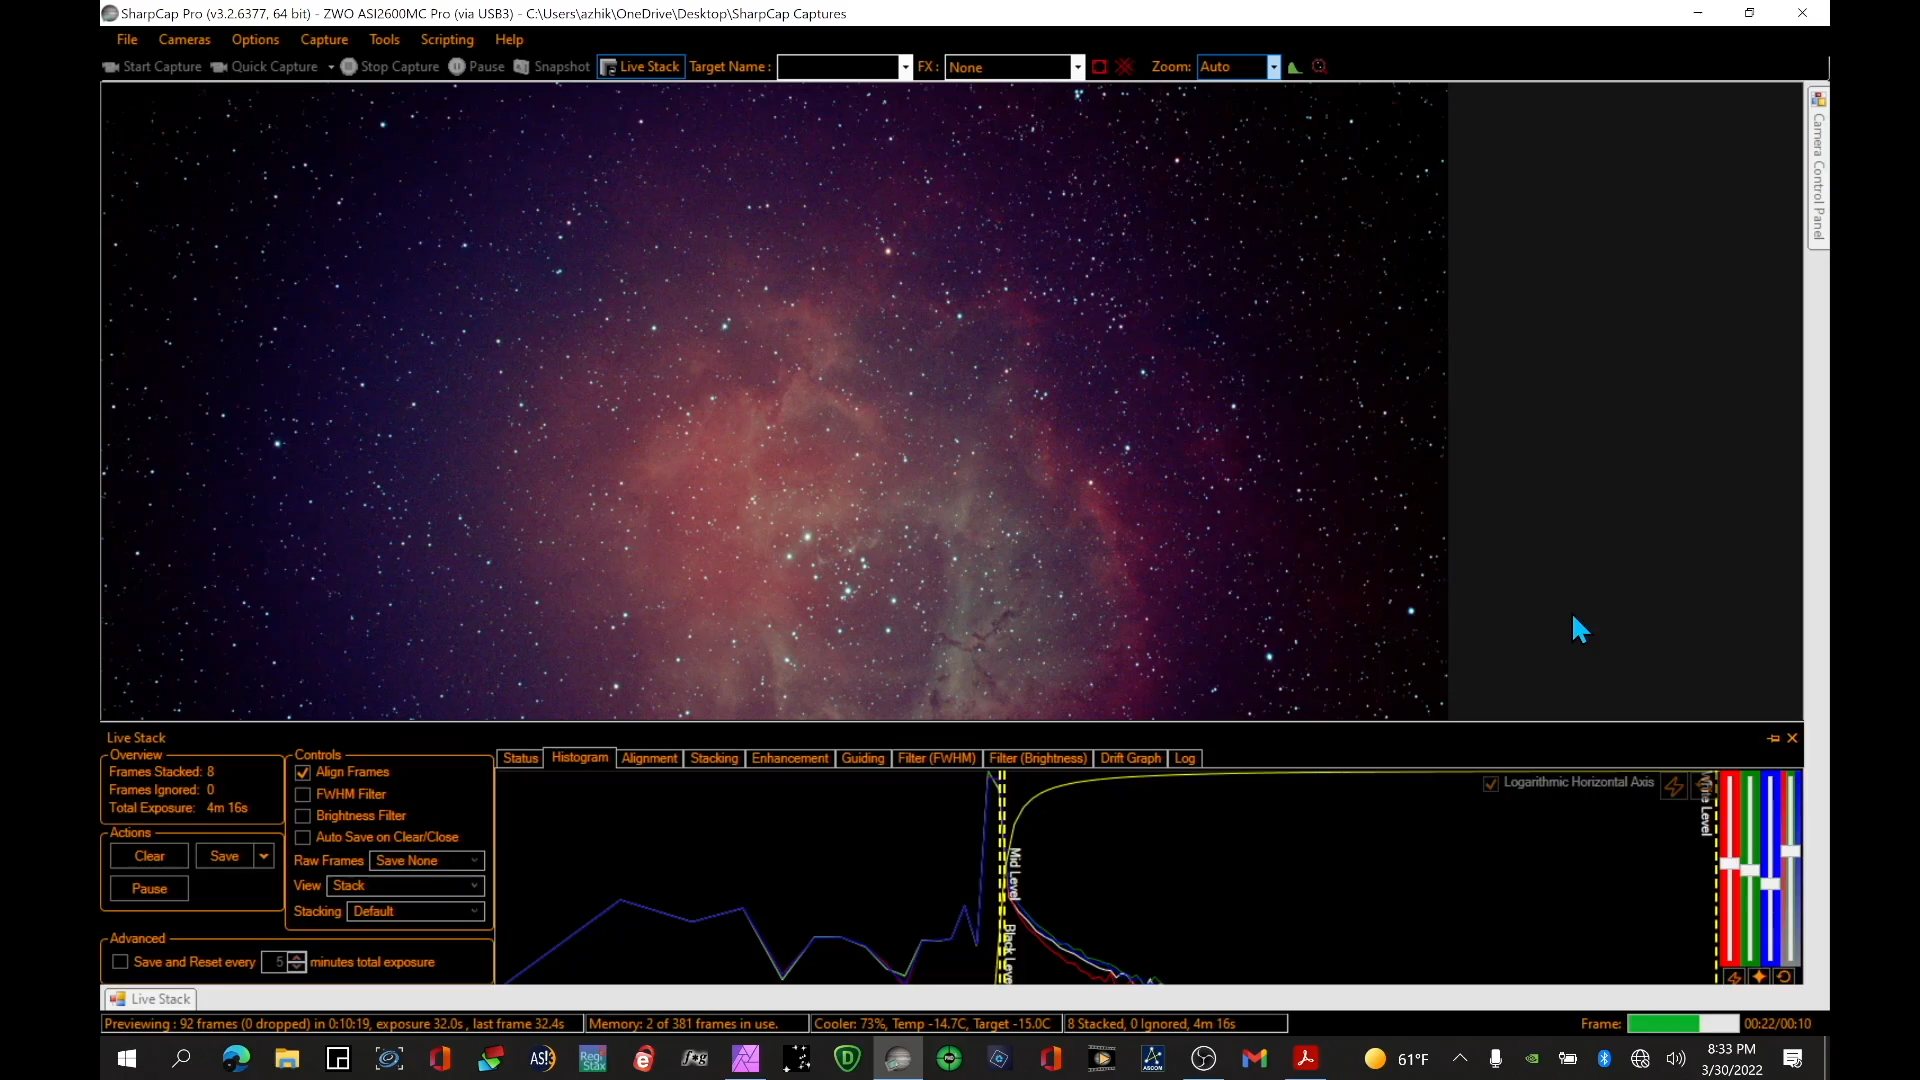 SharpCap Pro (v3.2.6377, 64 bit) - ZWO ASI2600MC Pro (via USB3) - C:\Users\azhik\OneDrive\Desktop\SharpCap Captures
File Cameras Options Capture Tools Scripting Help
Start Capture Quick Capture Stop Capture Pause Snapshot Live Stack Target Name : FX : None Zoom: Auto
Camera Control Panel
Live Stack
Overview
Frames Stacked: 8
Frames Ignored: 0
Total Exposure: 4m 16s
Actions
Clear Save
Pause
Controls
Align Frames
FWHM Filter
Brightness Filter
Auto Save on Clear/Close
Raw Frames Save None
View Stack
Stacking Default
Advanced
Save and Reset every 5 minutes total exposure
Status Histogram Alignment Stacking Enhancement Guiding Filter (FWHM) Filter (Brightness) Drift Graph Log
Logarithmic Horizontal Axis
White Level
Mid Level
Black Level
Live Stack
Previewing : 92 frames (0 dropped) in 0:10:19, exposure 32.0s , last frame 32.4s Memory: 2 of 381 frames in use. Cooler: 73%, Temp -14.7C, Target -15.0C 8 Stacked, 0 Ignored, 4m 16s Frame: 00:22/00:10
ASI3
Regi Stax
f*g
D
PHD
ASCOM
61°F
8:33 PM
3/30/2022